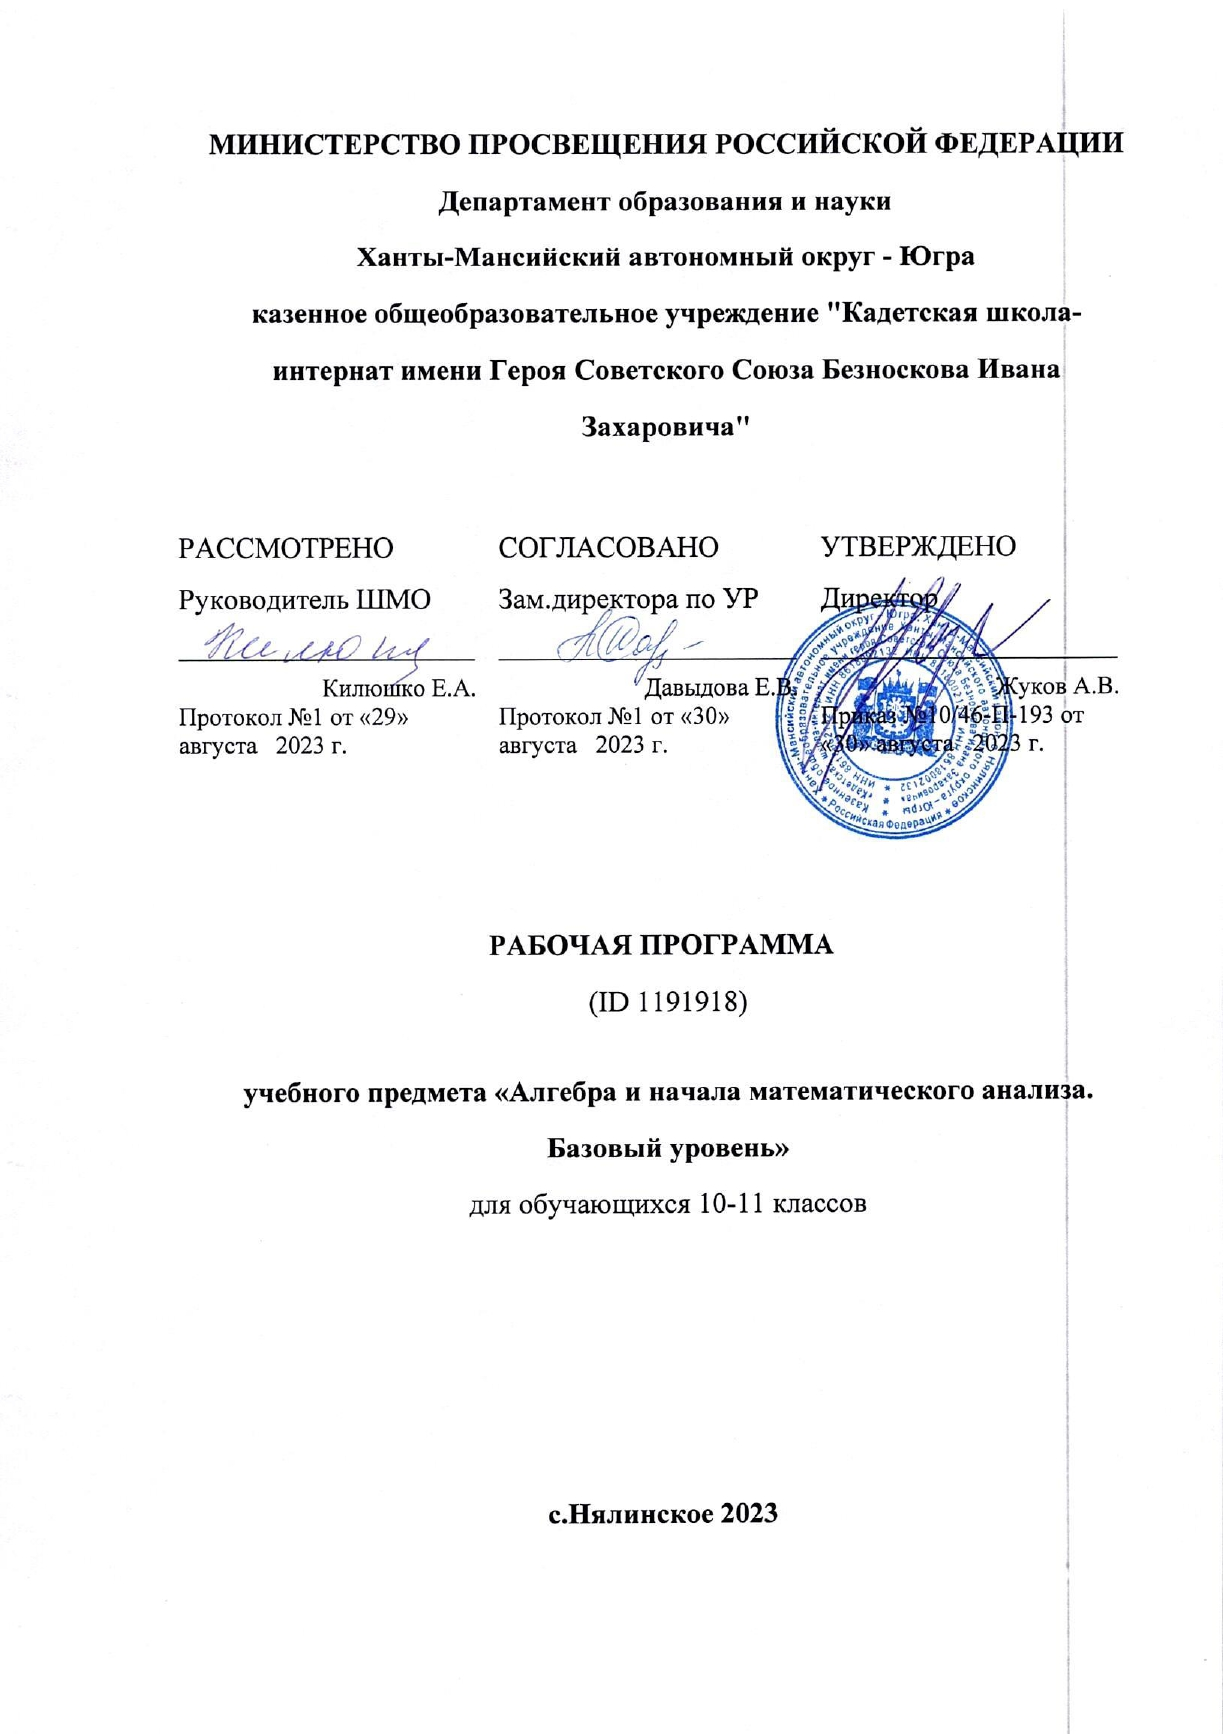 МИНИСТЕРСТВО ПРОСВЕЩЕНИЯ РОССИЙСКОЙ ФЕДЕРАЦИИ
Департамент образования и науки
Ханты-Мансийский автономный округ - Югра
казенное общеобразовательное учреждение "Кадетская школа-
интернат имени Героя Советского Союза Безноскова Ивана
Захаровича"
РАССМОТРЕНО
Руководитель ШМО
Килюшко Е.А.
Протокол №1 от «29»
августа 2023 г.
СОГЛАСОВАНО
Зам.директора по УР
Давыдова Е.В.
Протокол №1 от «30»
августа 2023 г.
УТВЕРЖДЕНО
Директор
Жуков А.В.
Приказ №10/46-П-193 от
«30» августа 2023 г.
Российская Федерация
РАБОЧАЯ ПРОГРАММА
(ID 1191918)
учебного предмета «Алгебра и начала математического анализа.
Базовый уровень»
для обучающихся 10-11 классов
с.Нялинское 2023